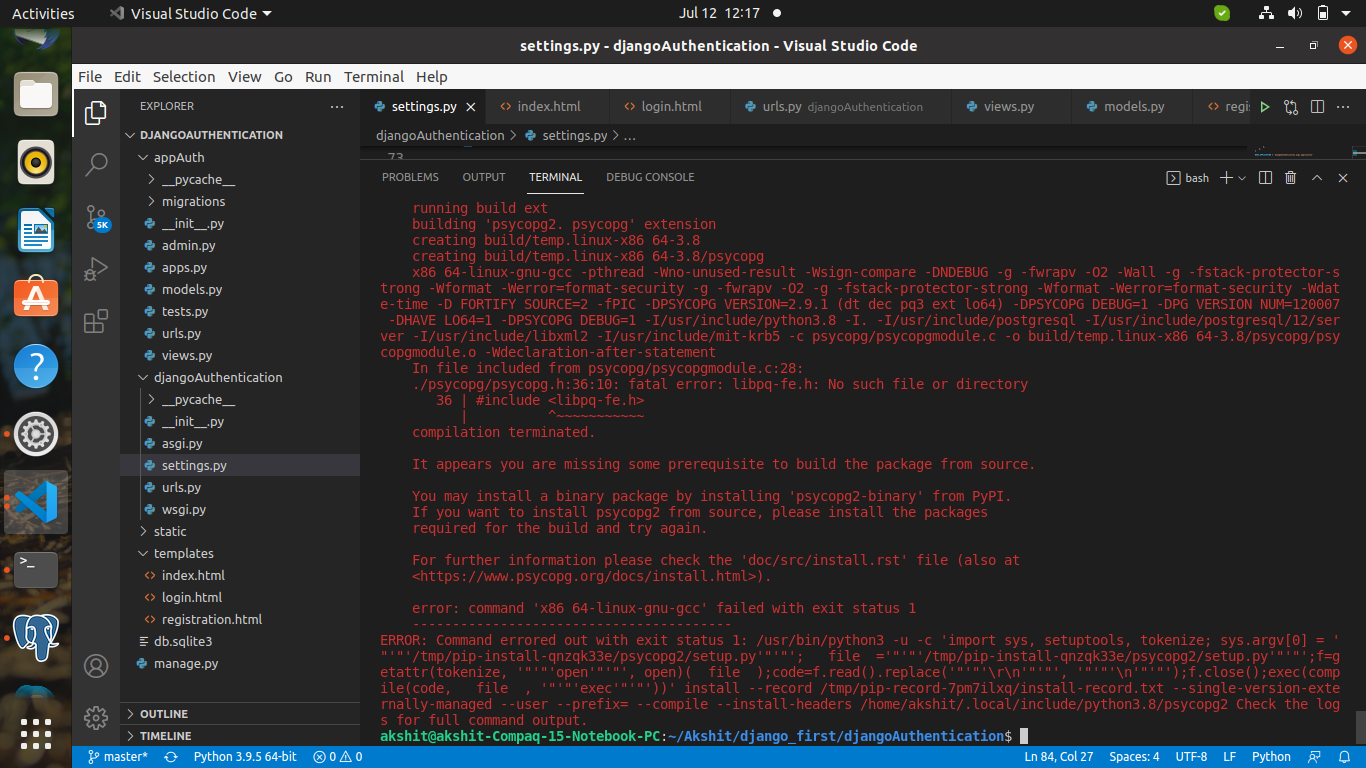 Activities
Visual Studio Code
Jul 12 12:17
settings.py - djangoAuthentication - Visual Studio Code
File Edit Selection View Go Run Terminal Help
EXPLORER
DJANGOAUTHENTICATION
appAuth
__pycache__
migrations
__init__.py
admin.py
apps.py
models.py
tests.py
urls.py
views.py
djangoAuthentication
__pycache__
__init__.py
asgi.py
settings.py
urls.py
wsgi.py
static
templates
index.html
login.html
registration.html
db.sqlite3
manage.py
OUTLINE
TIMELINE
5K
settings.py
index.html
login.html
urls.py djangoAuthentication
views.py
models.py
regis
djangoAuthentication > settings.py > ...
73
PROBLEMS OUTPUT TERMINAL DEBUG CONSOLE
bash
running build ext
building 'psycopg2. psycopg' extension
creating build/temp.linux-x86 64-3.8
creating build/temp.linux-x86 64-3.8/psycopg
x86 64-linux-gnu-gcc -pthread -Wno-unused-result -Wsign-compare -DNDEBUG -g -fwrapv -O2 -Wall -g -fstack-protector-s
trong -Wformat -Werror=format-security -g -fwrapv -O2 -g -fstack-protector-strong -Wformat -Werror=format-security -Wdat
e-time -D FORTIFY SOURCE=2 -fPIC -DPSYCOPG VERSION=2.9.1 (dt dec pq3 ext lo64) -DPSYCOPG DEBUG=1 -DPG VERSION NUM=120007
-DHAVE LO64=1 -DPSYCOPG DEBUG=1 -I/usr/include/python3.8 -I. -I/usr/include/postgresql -I/usr/include/postgresql/12/ser
ver -I/usr/include/libxml2 -I/usr/include/mit-krb5 -c psycopg/psycopgmodule.c -o build/temp.linux-x86 64-3.8/psycopg/psy
copgmodule.o -Wdeclaration-after-statement
In file included from psycopg/psycopgmodule.c:28:
./psycopg/psycopg.h:36:10: fatal error: libpq-fe.h: No such file or directory
36 | #include <libpq-fe.h>
| ^~~~~~~~~~~~
compilation terminated.
It appears you are missing some prerequisite to build the package from source.
You may install a binary package by installing 'psycopg2-binary' from PyPI.
If you want to install psycopg2 from source, please install the packages
required for the build and try again.
For further information please check the 'doc/src/install.rst' file (also at
<https://www.psycopg.org/docs/install.html>).
error: command 'x86 64-linux-gnu-gcc' failed with exit status 1
----------------------------------------
ERROR: Command errored out with exit status 1: /usr/bin/python3 -u -c 'import sys, setuptools, tokenize; sys.argv[0] = '
"'"'/tmp/pip-install-qnzqk33e/psycopg2/setup.py'"'"'; file ='"'"'/tmp/pip-install-qnzqk33e/psycopg2/setup.py'"'"';f=g
etattr(tokenize, '"'"'open'"'"', open)( file );code=f.read().replace('"'"'\r\n'"'"', '"'"'\n'"'"');f.close();exec(comp
ile(code, file , '"'"'exec'"'"'))' install --record /tmp/pip-record-7pm7ilxq/install-record.txt --single-version-exte
rnally-managed --user --prefix= --compile --install-headers /home/akshit/.local/include/python3.8/psycopg2 Check the log
s for full command output.
akshit@akshit-Compaq-15-Notebook-PC:~/Akshit/django_first/djangoAuthentication$
master* Python 3.9.5 64-bit 0 0 Ln 84, Col 27 Spaces: 4 UTF-8 LF Python